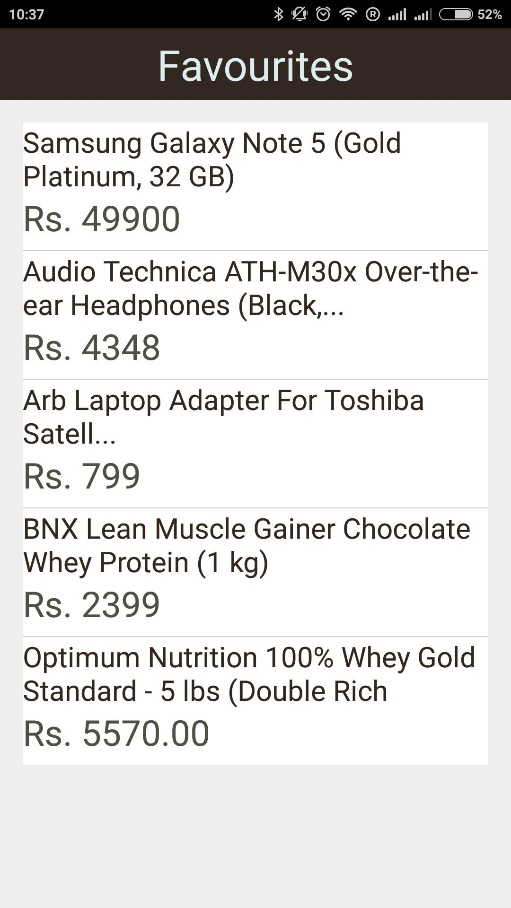 10:37
52%
Favourites
Samsung Galaxy Note 5 (Gold
Platinum, 32 GB)
Rs. 49900
Audio Technica ATH-M30x Over-the-
ear Headphones (Black,...
Rs. 4348
Arb Laptop Adapter For Toshiba
Satell...
Rs. 799
BNX Lean Muscle Gainer Chocolate
Whey Protein (1 kg)
Rs. 2399
Optimum Nutrition 100% Whey Gold
Standard - 5 lbs (Double Rich
Rs. 5570.00